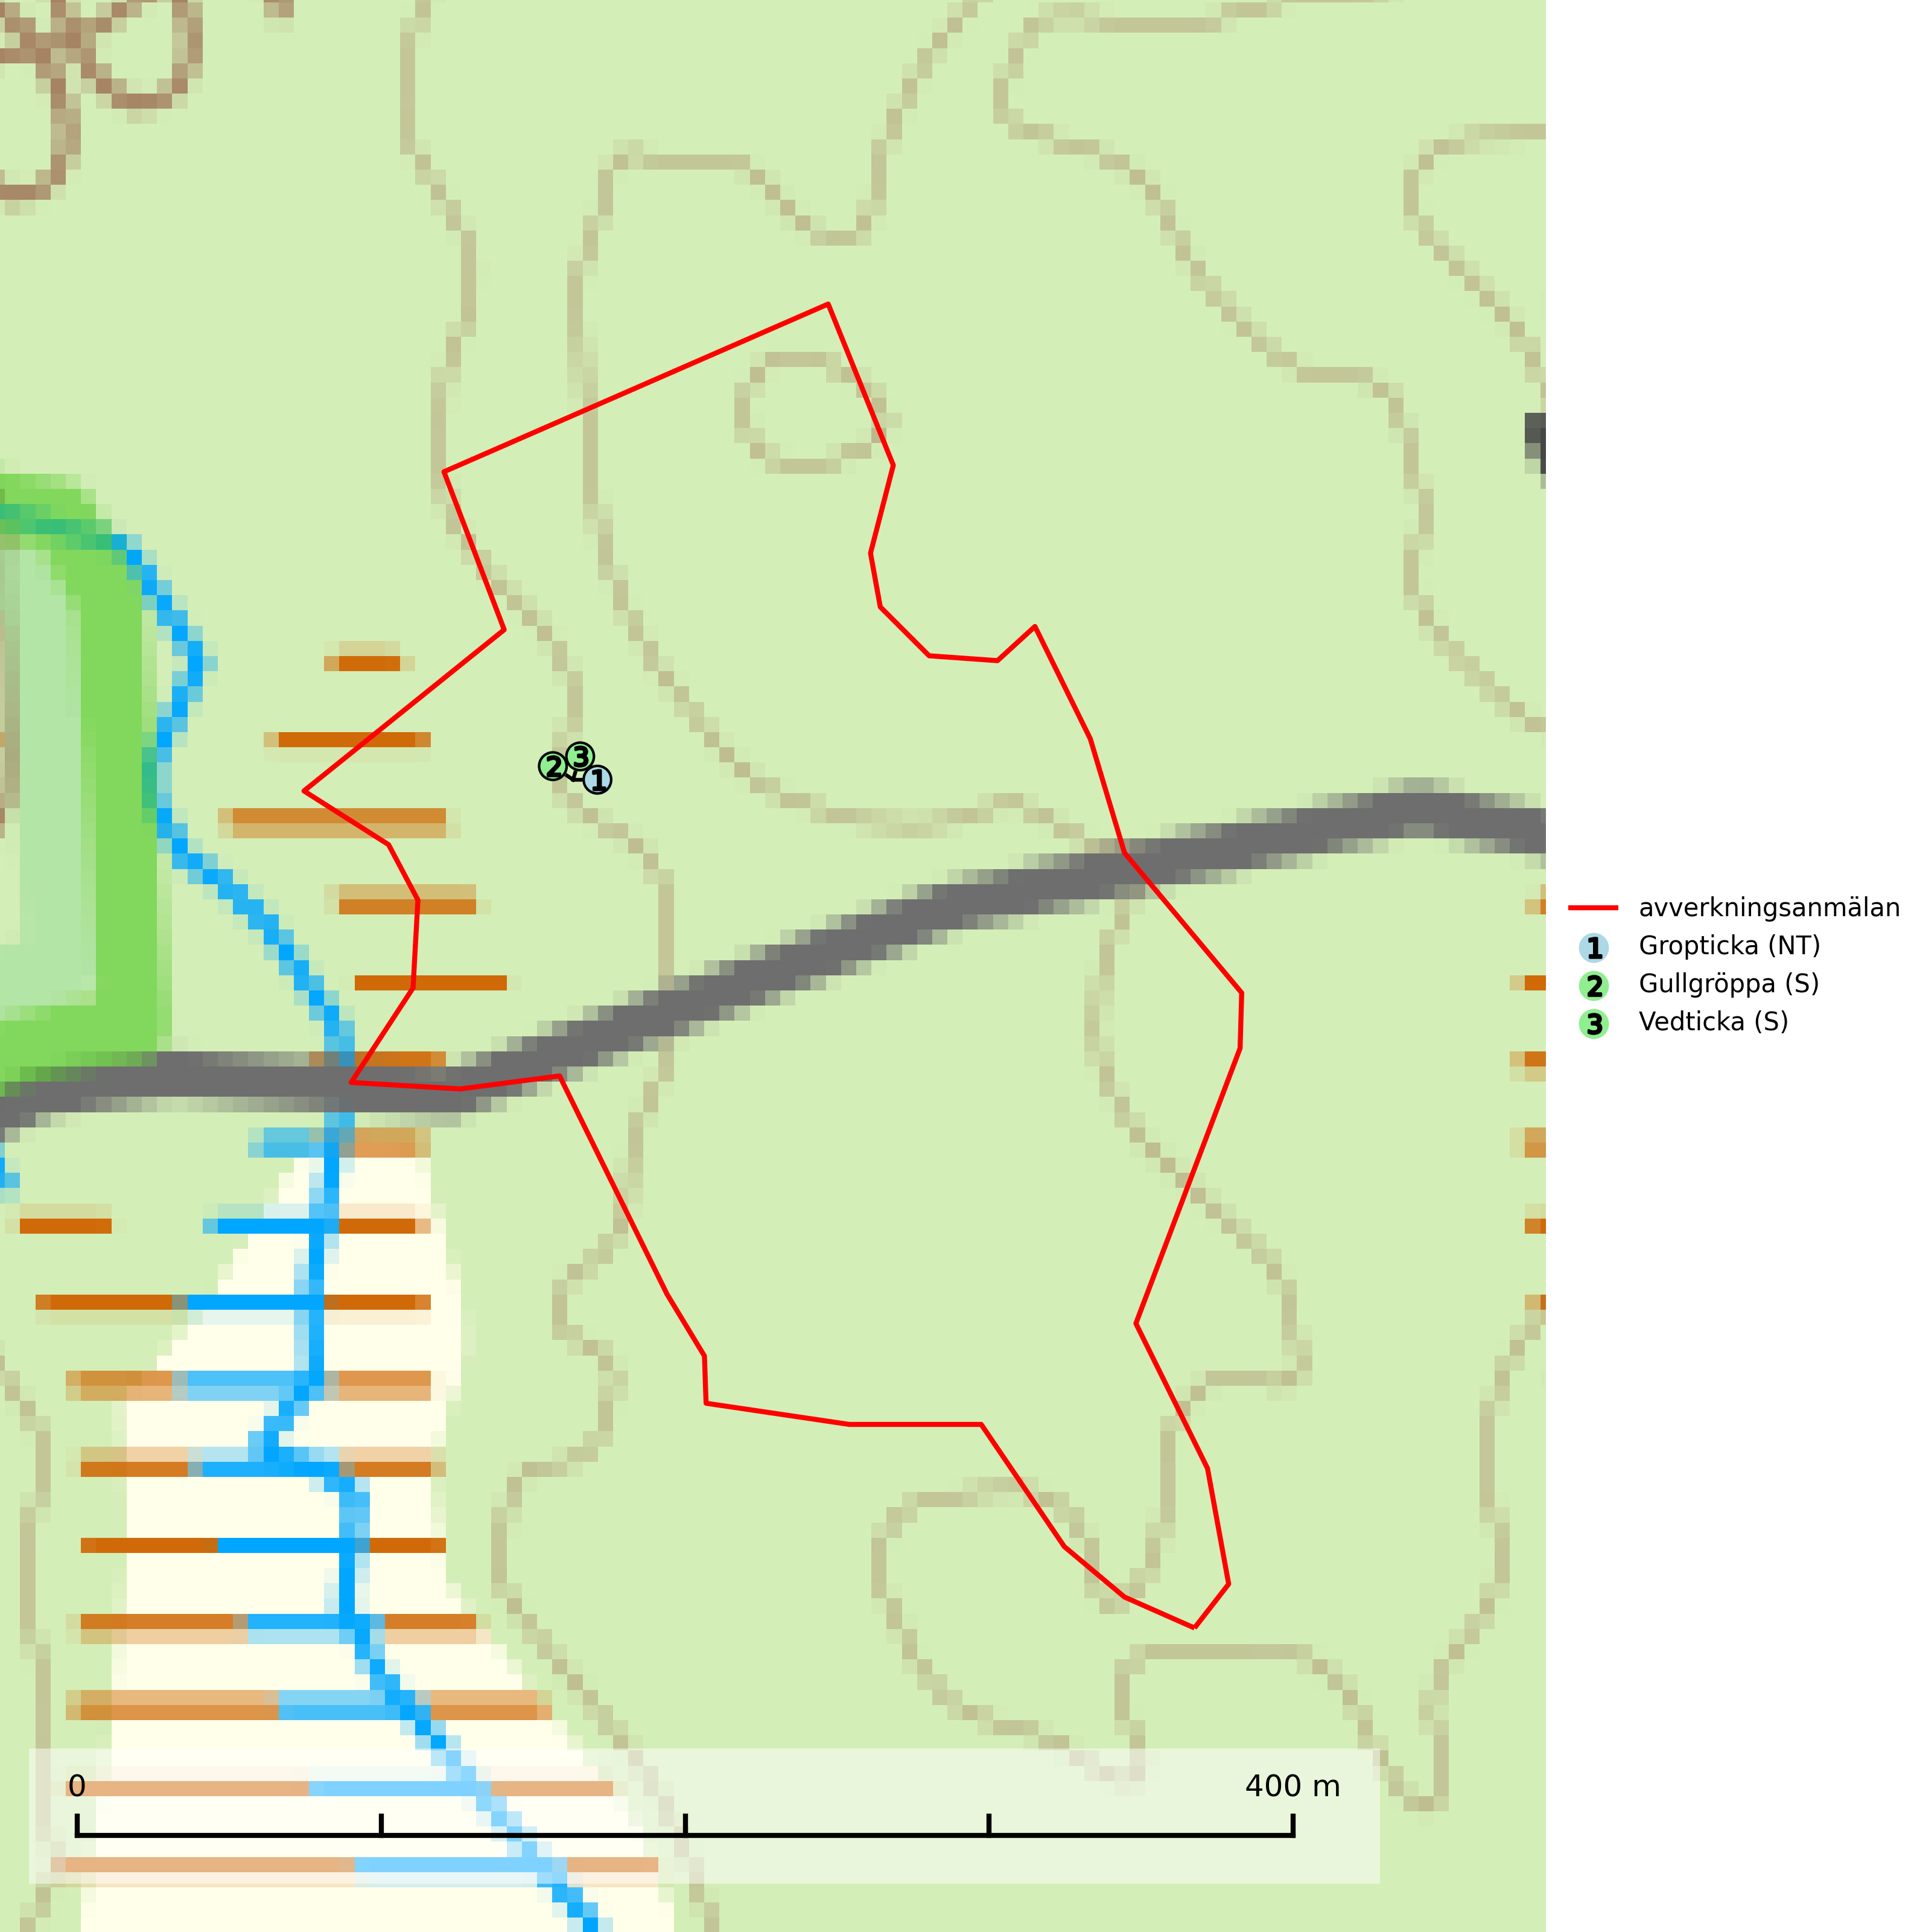 2 3 1
avverkningsanmälan
1 Gropticka (NT)
2 Gullgröppa (S)
3 Vedticka (S)
0 400 m